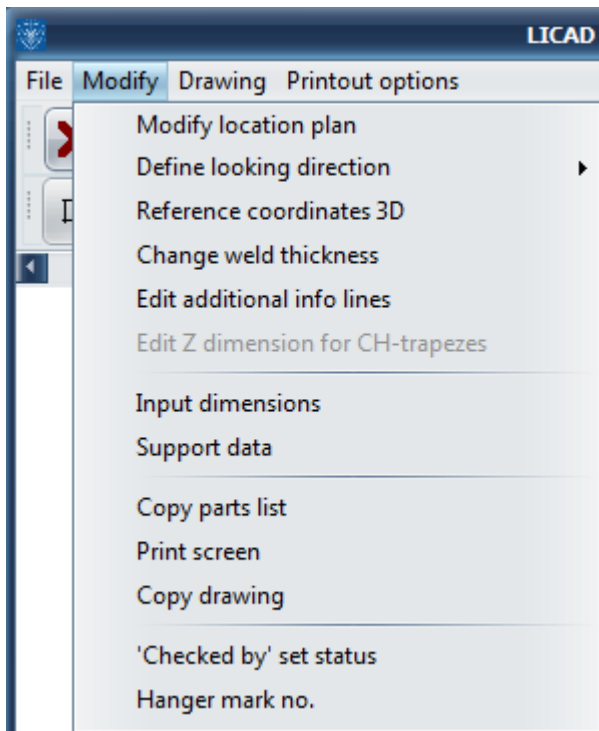 LICAD
File Modify Drawing Printout options
Modify location plan
Define looking direction
Reference coordinates 3D
Change weld thickness
Edit additional info lines
Edit Z dimension for CH-trapezes
Input dimensions
Support data
Copy parts list
Print screen
Copy drawing
'Checked by' set status
Hanger mark no.